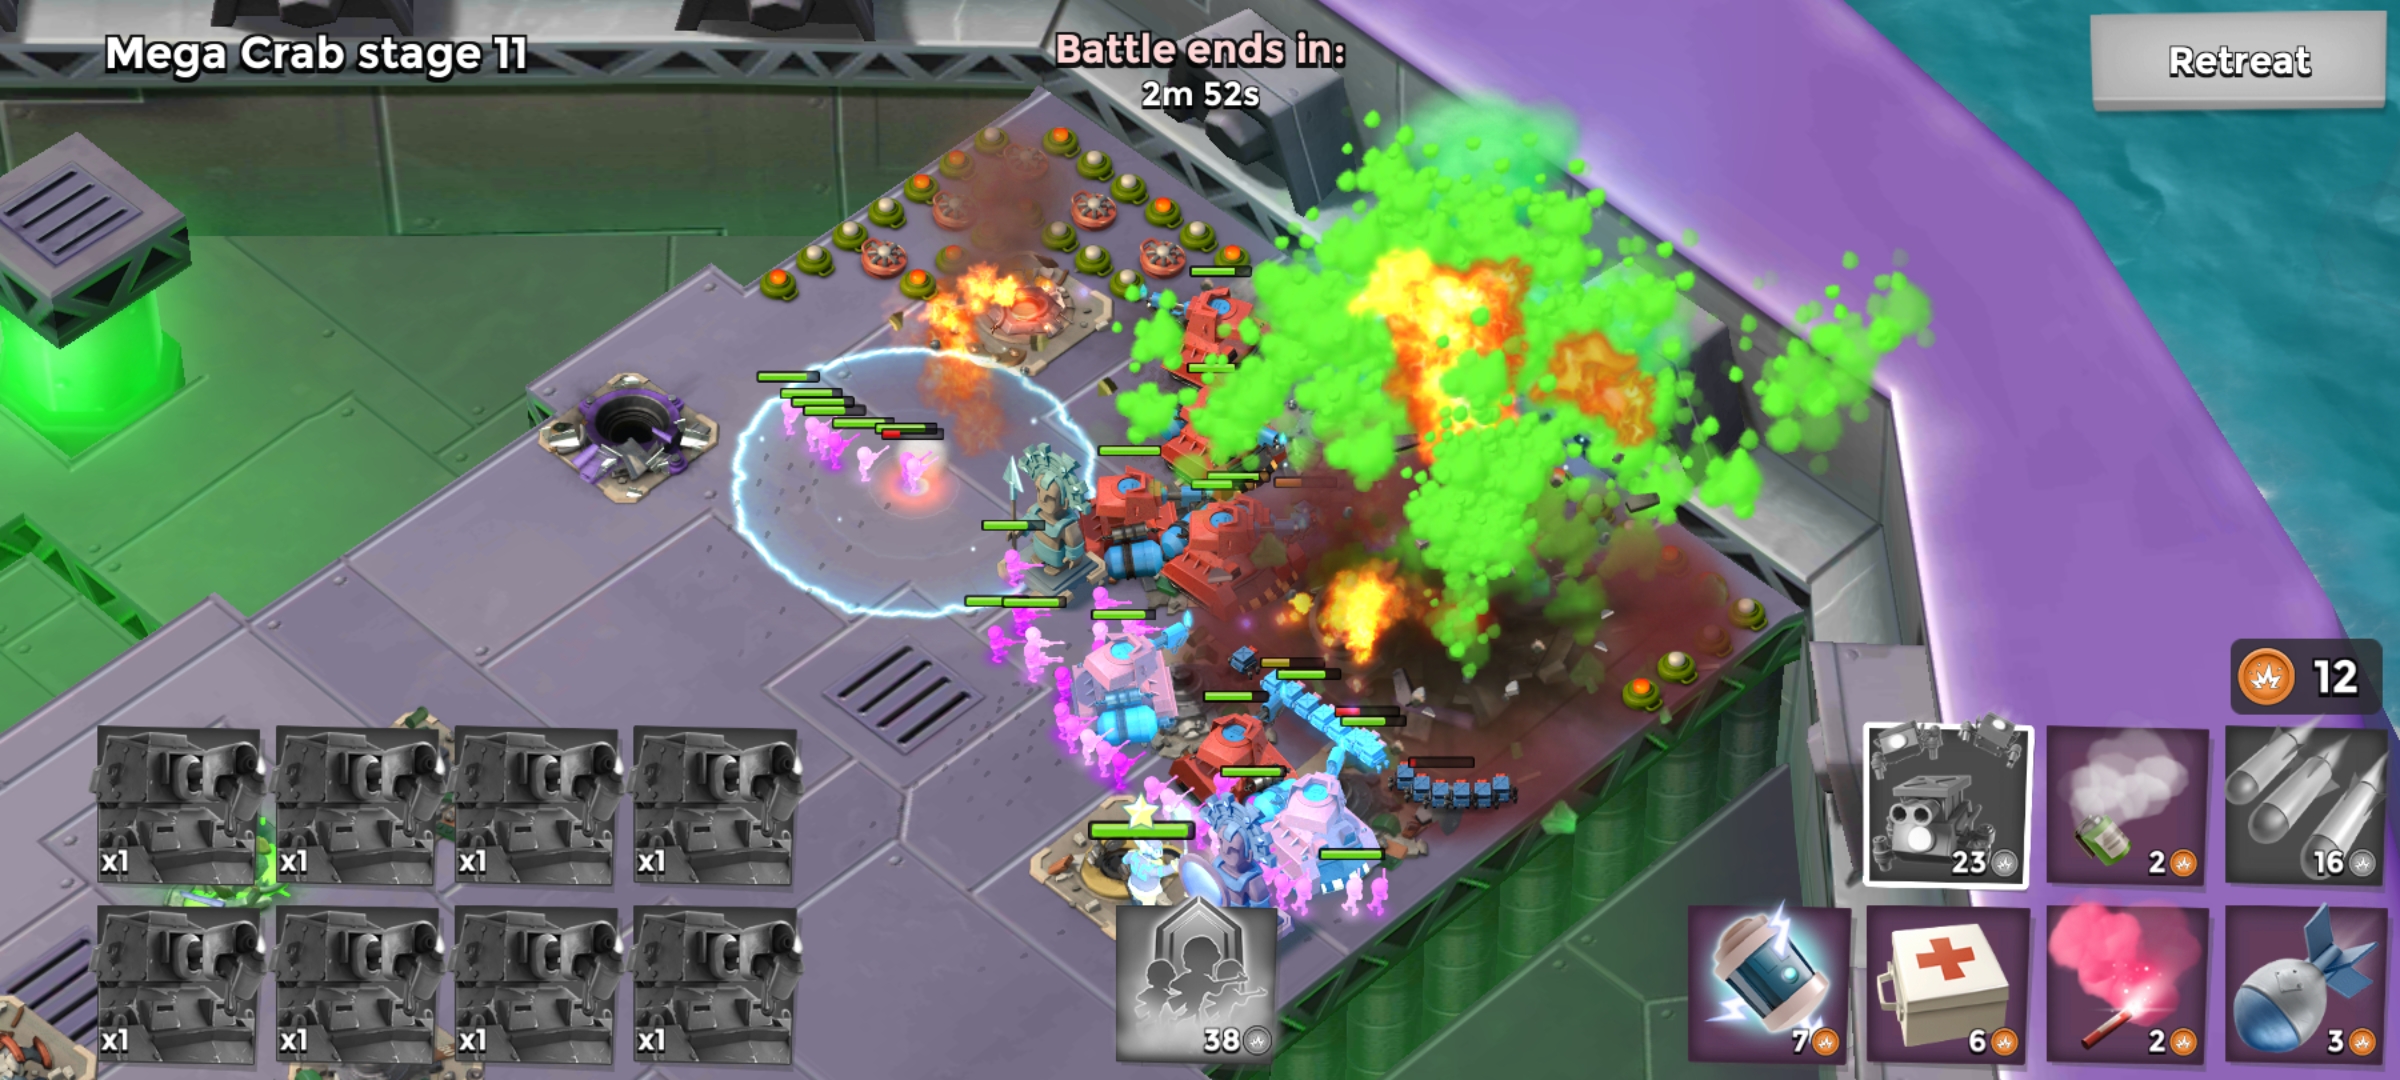 Mega Crab stage 11
Battle ends in:
2m 52s
Retreat
12
23
2
16
x1
x1
x1
x1
38
7
6
2
3
x1
x1
x1
x1